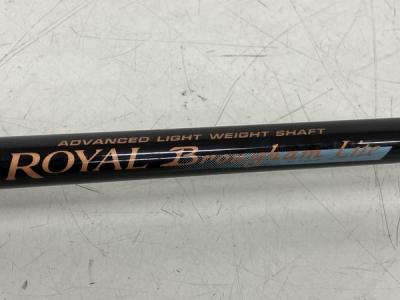 ADVANCED LIGHT WEIGHT SHAFT
ROYAL Brougham Lite